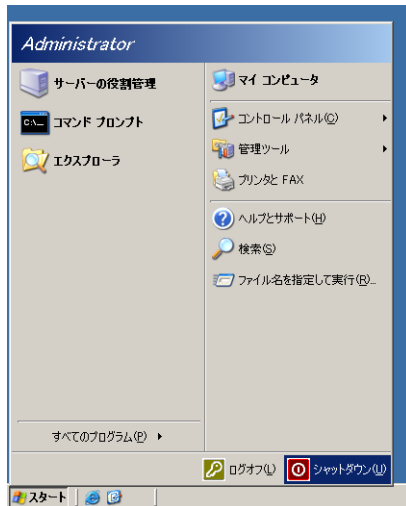 Administrator
サーバーの役割管理
コマンド プロンプト
エクスプローラ
すべてのプログラム(P)
マイ コンピュータ
コントロール パネル(C)
管理ツール
プリンタと FAX
ヘルプとサポート(H)
検索(S)
ファイル名を指定して実行(R)...
ログオフ(L)
シャットダウン(U)
スタート